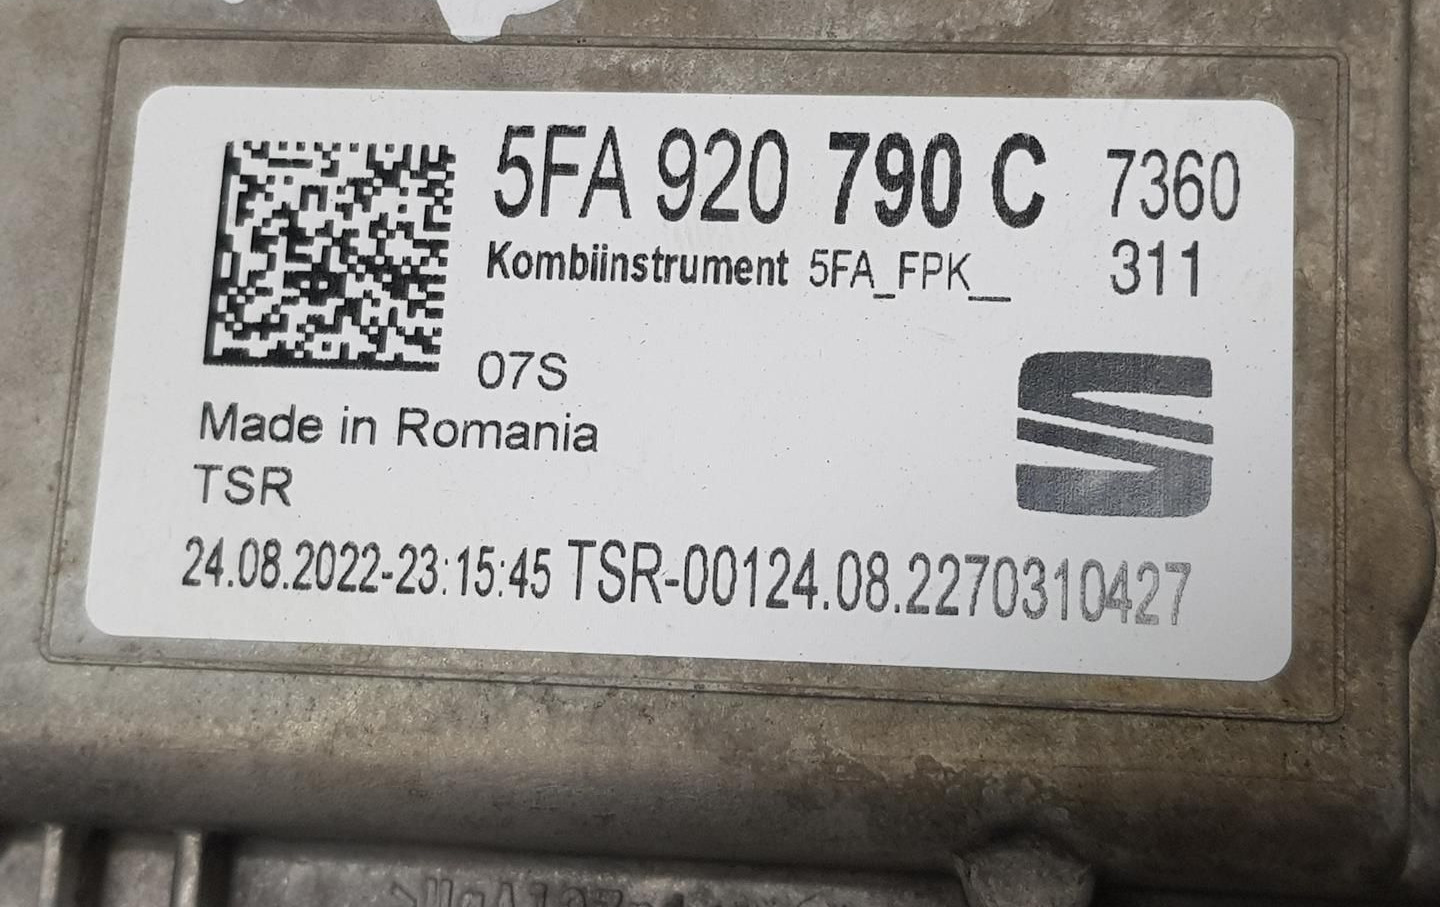 5FA 920 790 C 7360
Kombiinstrument 5FA_FPK__ 311
07S
Made in Romania
TSR
24.08.2022-23:15:45 TSR-00124.08.2270310427